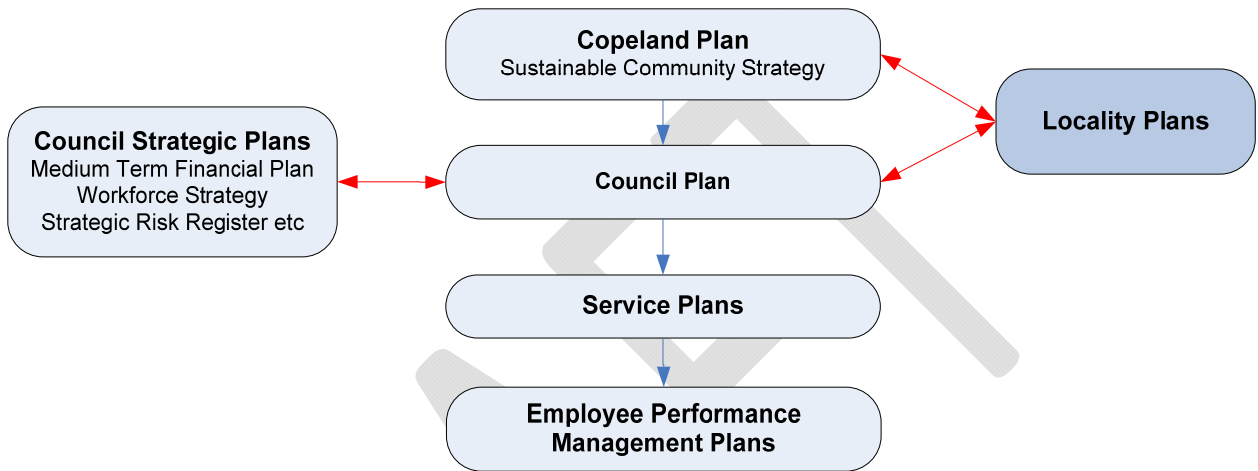 Copeland Plan
Sustainable Community Strategy
Locality Plans
Council Strategic Plans
Medium Term Financial Plan
Workforce Strategy
Strategic Risk Register etc
Council Plan
Service Plans
Employee Performance
Management Plans